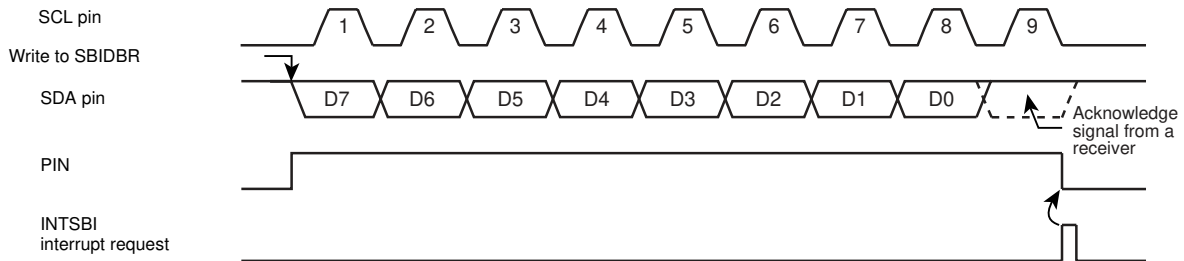 SCL pin
1 2 3 4 5 6 7 8 9
Write to SBIDBR
SDA pin
D7 D6 D5 D4 D3 D2 D1 D0
Acknowledge
signal from a
receiver
PIN
INTSBI
interrupt request